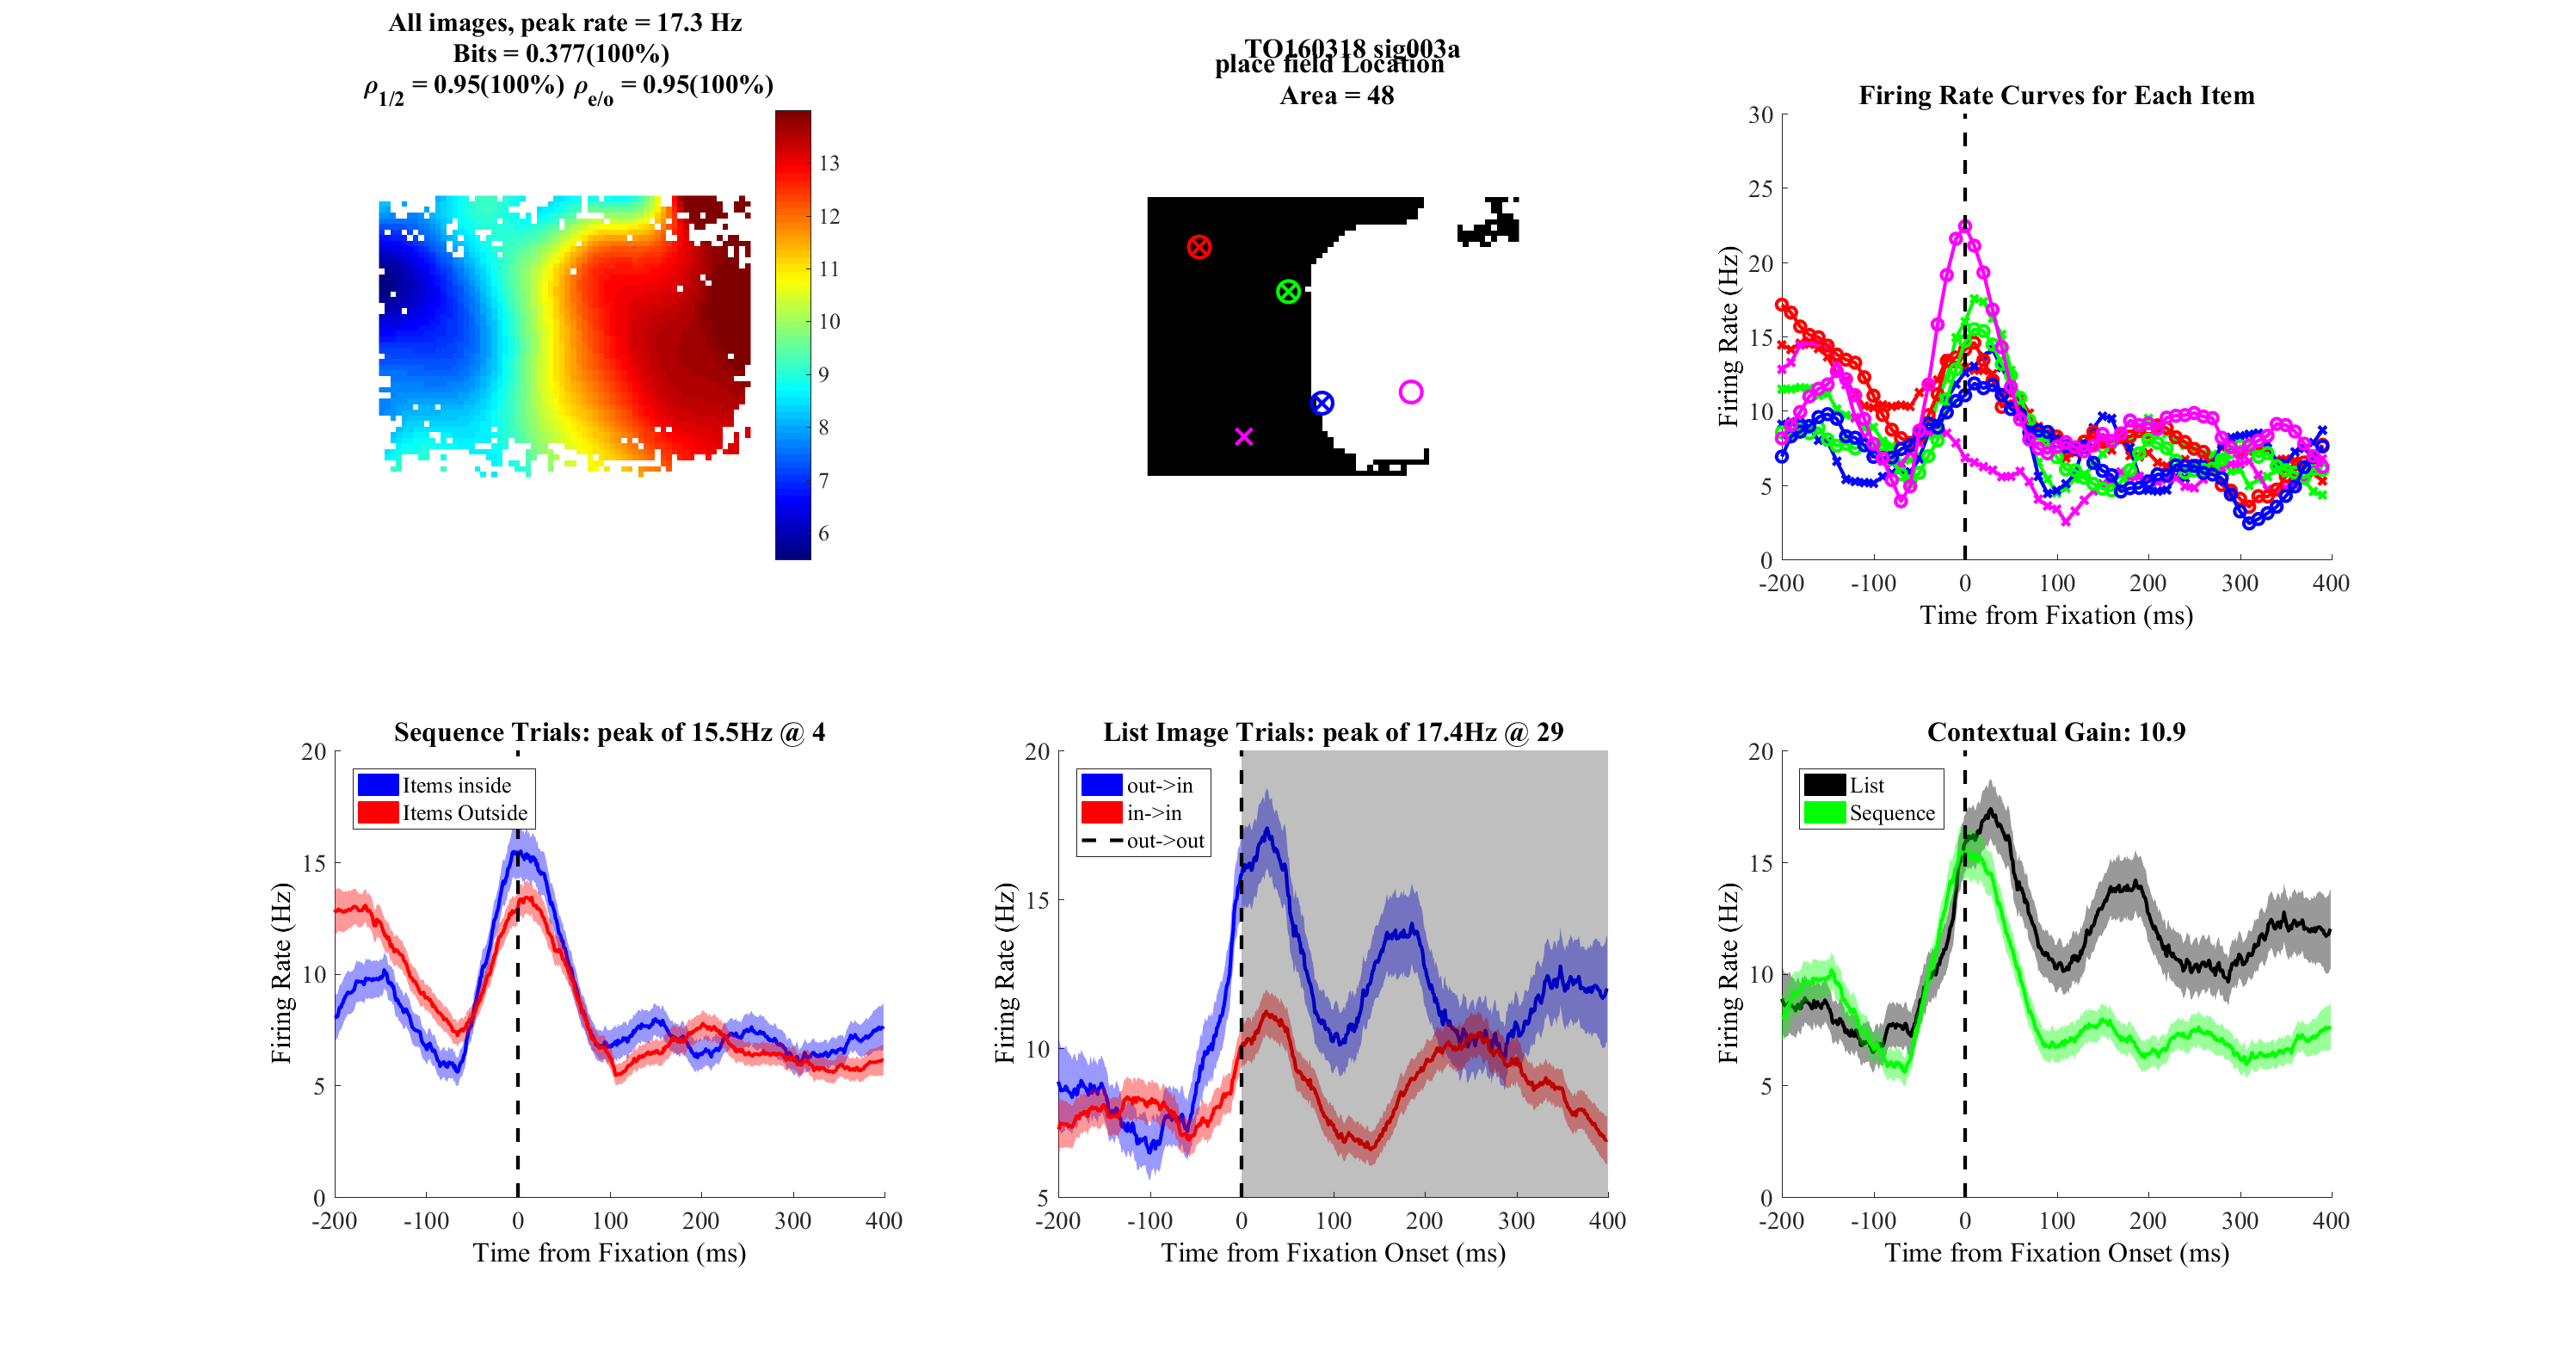 All images, peak rate = 17.3 Hz
Bits = 0.377(100%)
ρ1/2 = 0.95(100%) ρe/o = 0.95(100%)
13
12
11
10
9
8
7
6
TO160318 sig003a
place field Location
Area = 48
Firing Rate Curves for Each Item
30
25
20
15
10
5
0
Firing Rate (Hz)
-200 -100 0 100 200 300 400
Time from Fixation (ms)
Sequence Trials: peak of 15.5Hz @ 4
Items inside
Items Outside
20
15
10
5
0
Firing Rate (Hz)
-200 -100 0 100 200 300 400
Time from Fixation (ms)
List Image Trials: peak of 17.4Hz @ 29
out->in
in->in
out->out
20
15
10
5
Firing Rate (Hz)
-200 -100 0 100 200 300 400
Time from Fixation Onset (ms)
Contextual Gain: 10.9
List
Sequence
20
15
10
5
0
Firing Rate (Hz)
-200 -100 0 100 200 300 400
Time from Fixation Onset (ms)